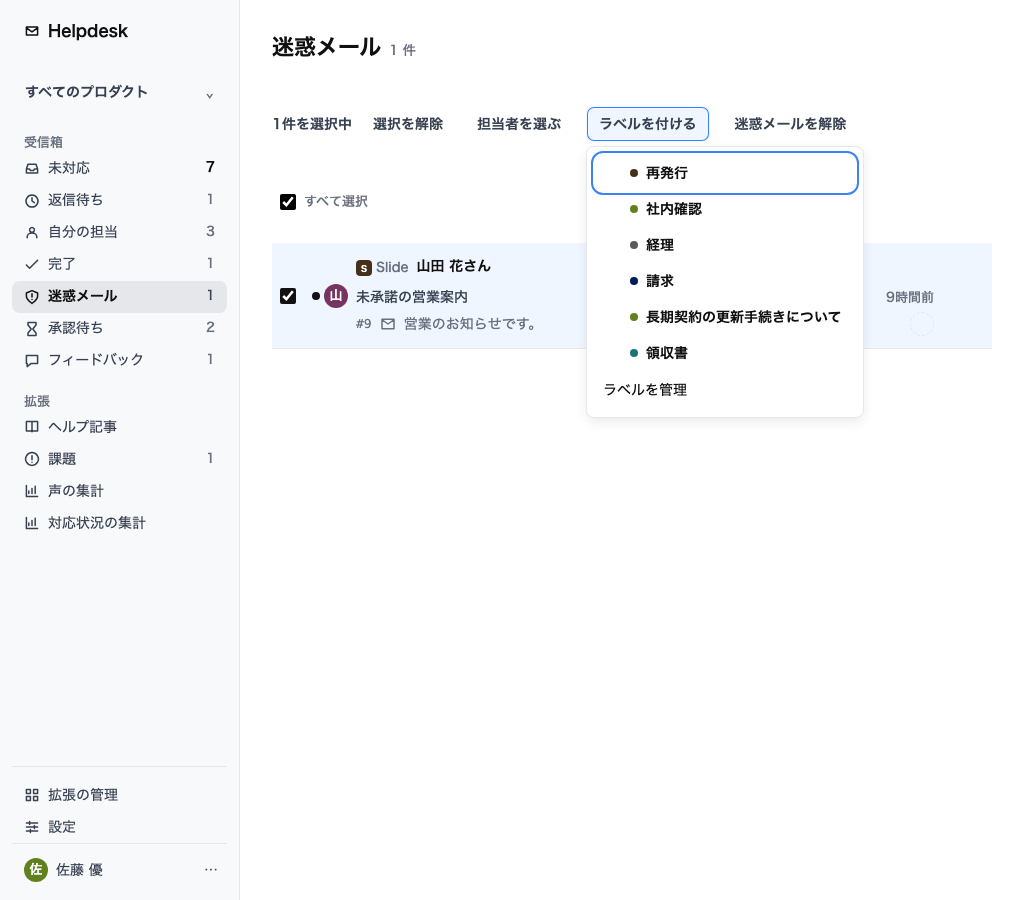 Helpdesk
すべてのプロダクト
受信箱
未対応 7
返信待ち 1
自分の担当 3
完了 1
迷惑メール 1
承認待ち 2
フィードバック 1
拡張
ヘルプ記事
課題 1
声の集計
対応状況の集計
拡張の管理
設定
佐 佐藤 優 …
迷惑メール 1 件
1件を選択中 選択を解除 担当者を選ぶ ラベルを付ける 迷惑メールを解除
すべて選択
S Slide 山田 花さん
山 未承諾の営業案内 9時間前
#9 営業のお知らせです。
再発行
社内確認
経理
請求
長期契約の更新手続きについて
領収書
ラベルを管理